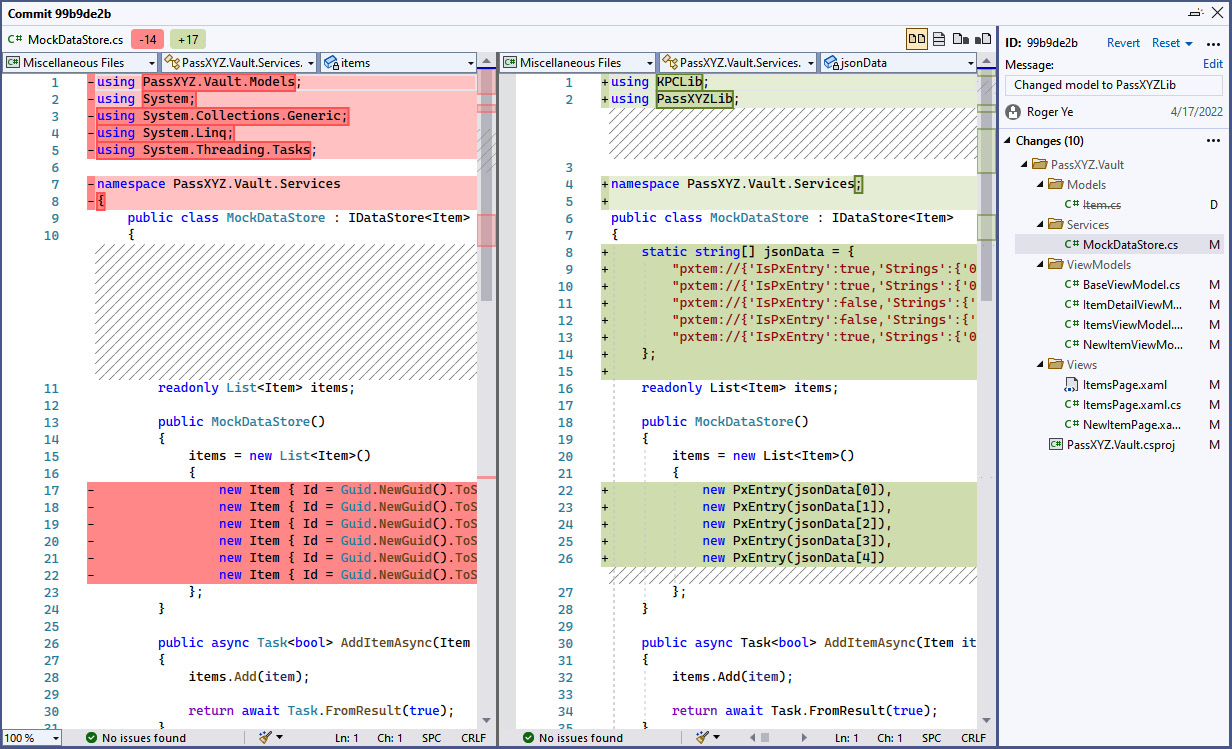 Commit 99b9de2b
C# MockDataStore.cs -14 +17
C# Miscellaneous Files PassXYZ.Vault.Services. items
1 -using PassXYZ.Vault.Models;
2 -using System;
3 -using System.Collections.Generic;
4 -using System.Linq;
5 -using System.Threading.Tasks;
6
7 -namespace PassXYZ.Vault.Services
8 -{
9 public class MockDataStore : IDataStore<Item>
10 {
11 readonly List<Item> items;
12
13 public MockDataStore()
14 {
15 items = new List<Item>()
16 {
17 - new Item { Id = Guid.NewGuid().ToS
18 - new Item { Id = Guid.NewGuid().ToS
19 - new Item { Id = Guid.NewGuid().ToS
20 - new Item { Id = Guid.NewGuid().ToS
21 - new Item { Id = Guid.NewGuid().ToS
22 - new Item { Id = Guid.NewGuid().ToS
23 };
24 }
25
26 public async Task<bool> AddItemAsync(Item
27 {
28 items.Add(item);
29
30 return await Task.FromResult(true);
31 }
100 % No issues found Ln: 1 Ch: 1 SPC CRLF
C# Miscellaneous Files PassXYZ.Vault.Services. jsonData
1 +using KPCLib;
2 +using PassXYZLib;
3
4 +namespace PassXYZ.Vault.Services;
5 +
6 public class MockDataStore : IDataStore<Item>
7 {
8 + static string[] jsonData = {
9 + "pxtem://{'IsPxEntry':true,'Strings':{'0
10 + "pxtem://{'IsPxEntry':true,'Strings':{'0
11 + "pxtem://{'IsPxEntry':false,'Strings':{'
12 + "pxtem://{'IsPxEntry':false,'Strings':{'
13 + "pxtem://{'IsPxEntry':true,'Strings':{'0
14 + };
15 +
16 readonly List<Item> items;
17
18 public MockDataStore()
19 {
20 items = new List<Item>()
21 {
22 + new PxEntry(jsonData[0]),
23 + new PxEntry(jsonData[1]),
24 + new PxEntry(jsonData[2]),
25 + new PxEntry(jsonData[3]),
26 + new PxEntry(jsonData[4])
27 };
28 }
29
30 public async Task<bool> AddItemAsync(Item it
31 {
32 items.Add(item);
33
34 return await Task.FromResult(true);
35 }
No issues found Ln: 1 Ch: 1 SPC CRLF
ID: 99b9de2b Revert Reset ...
Message: Edit
Changed model to PassXYZLib
Roger Ye 4/17/2022
Changes (10) ...
PassXYZ.Vault
Models
C# Item.cs D
Services
C# MockDataStore.cs M
ViewModels
C# BaseViewModel.cs M
C# ItemDetailViewM... M
C# ItemsViewModel.... M
C# NewItemViewMo... M
Views
ItemsPage.xaml M
C# ItemsPage.xaml.cs M
C# NewItemPage.xa... M
C# PassXYZ.Vault.csproj M